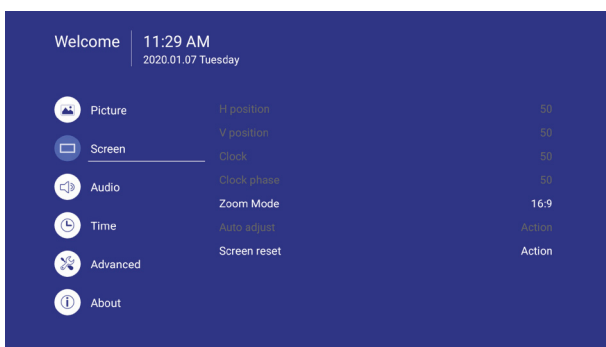 Welcome
11:29 AM
2020.01.07 Tuesday
Picture
Screen
Audio
Time
Advanced
About
H position 50
V position 50
Clock 50
Clock phase 50
Zoom Mode 16:9
Auto adjust Action
Screen reset Action